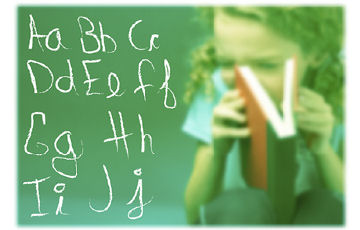 Aa Bb Cc
Dd Ee Ff
Gg Hh
Ii Jj